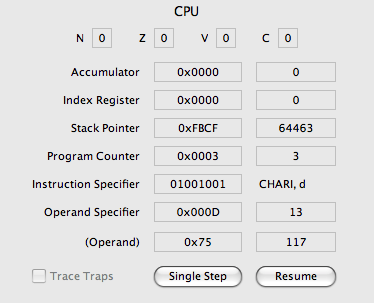 CPU
N 0 Z 0 V 0 C 0
Accumulator 0x0000 0
Index Register 0x0000 0
Stack Pointer 0xFBCF 64463
Program Counter 0x0003 3
Instruction Specifier 01001001 CHARI, d
Operand Specifier 0x000D 13
(Operand) 0x75 117
Trace Traps Single Step Resume